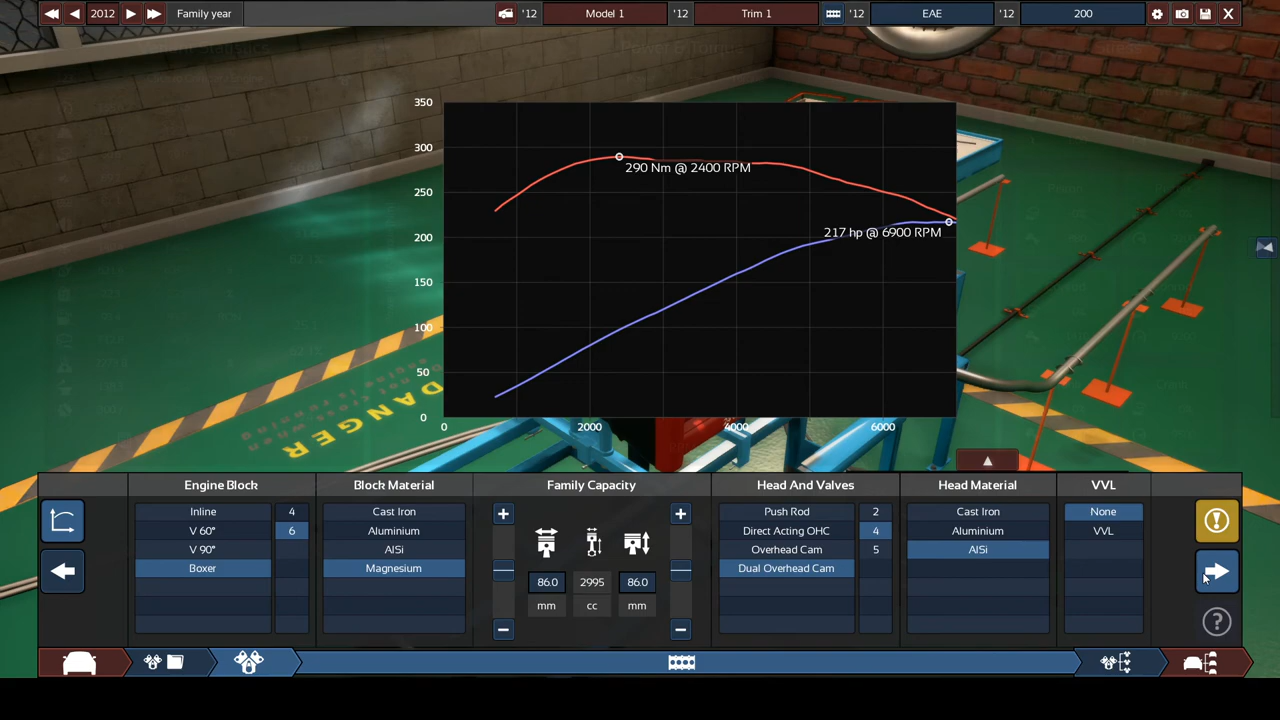 2012 Family year '12 Model 1 '12 Trim 1 '12 EAE '12 200
350
300
250
200
150
100
50
0
290 Nm @ 2400 RPM
217 hp @ 6900 RPM
0 2000 4000 6000
DANGER
Engine Block Block Material Family Capacity Head And Valves Head Material VVL
Inline 4 Cast Iron Push Rod 2 Cast Iron None
V 60° 6 Aluminium Direct Acting OHC 4 Aluminium VVL
V 90° AlSi Overhead Cam 5 AlSi
Boxer Magnesium Dual Overhead Cam
86.0 2995 86.0
mm cc mm